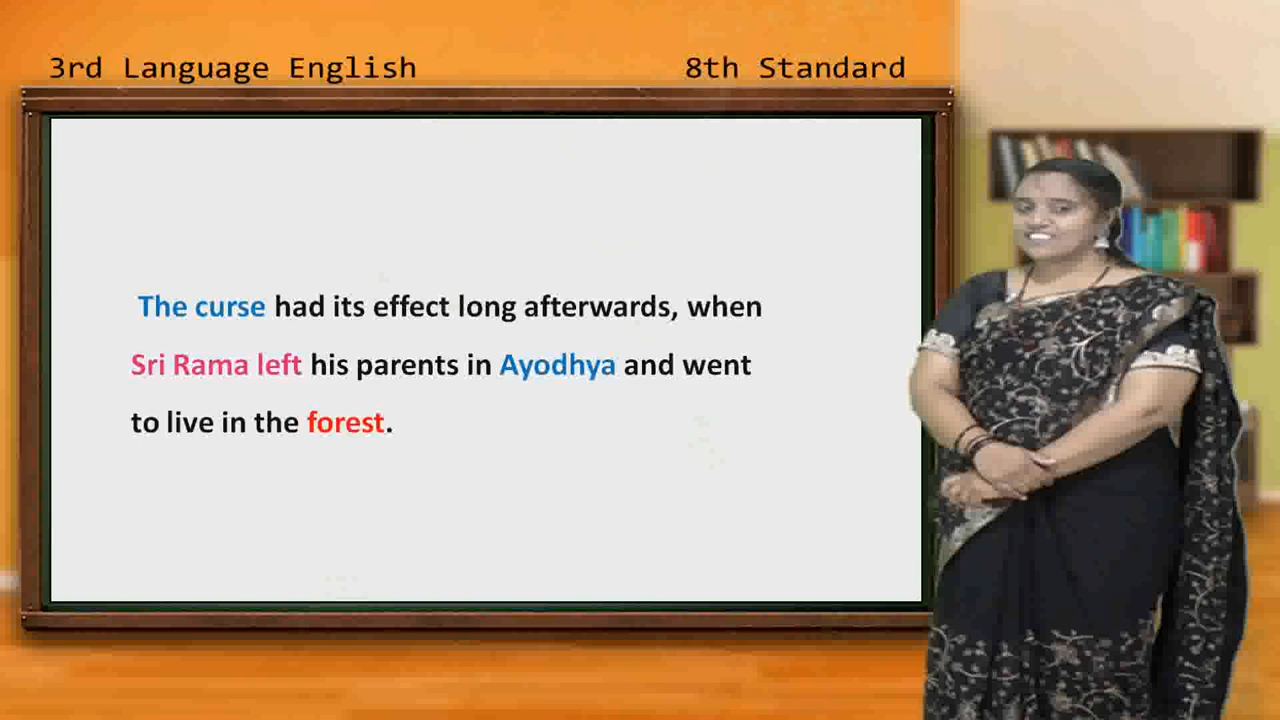 3rd Language English
8th Standard
The curse had its effect long afterwards, when
Sri Rama left his parents in Ayodhya and went
to live in the forest.